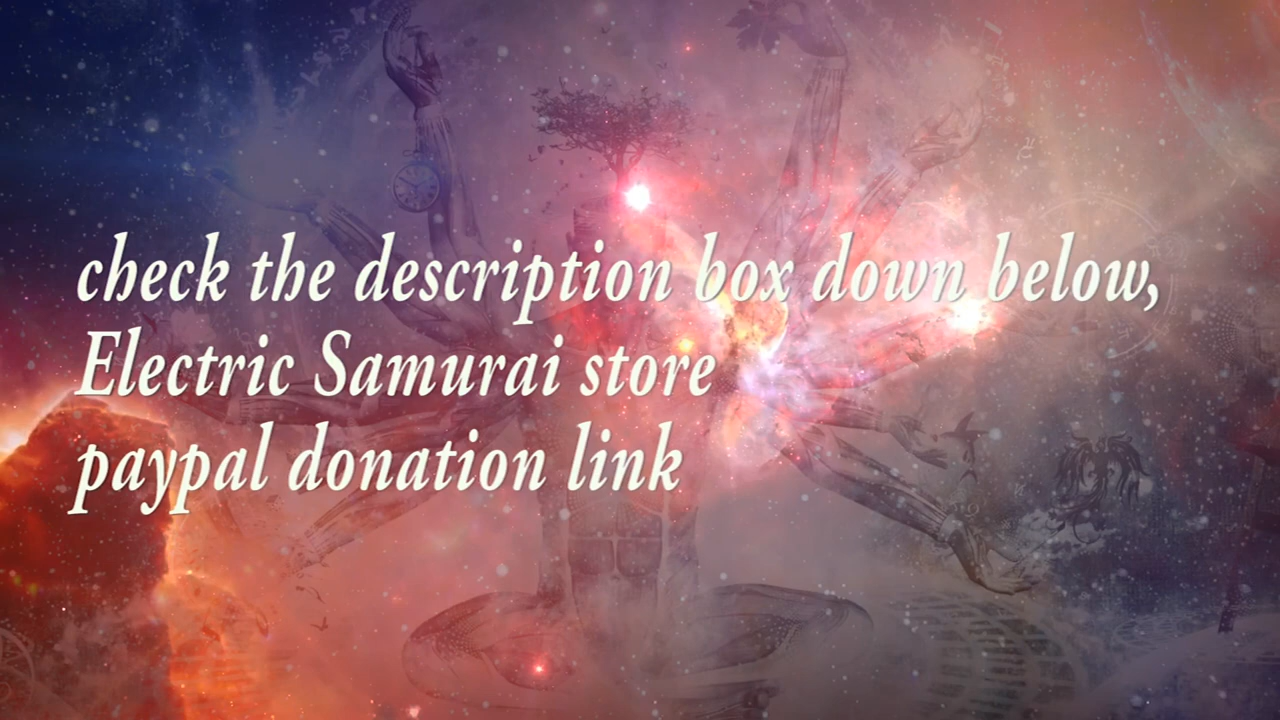 check the description box down below,
Electric Samurai store
paypal donation link